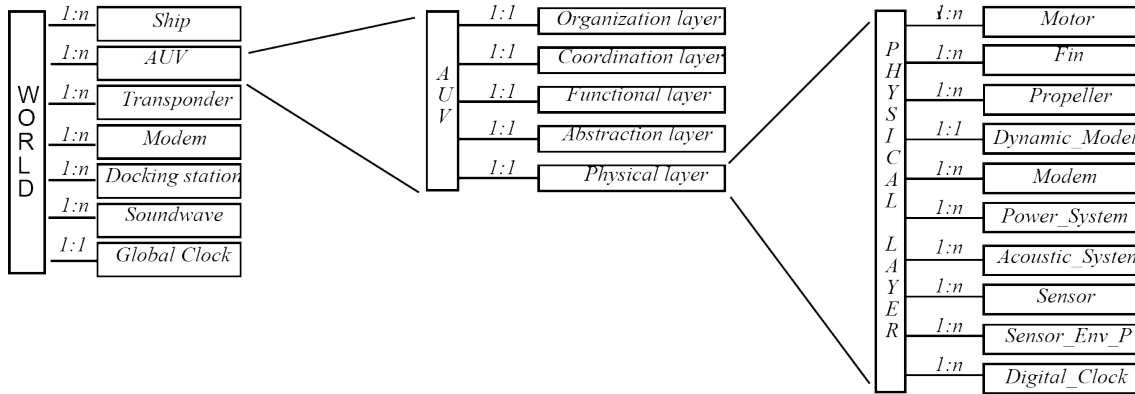 WORLD
1:n Ship
1:n AUV
1:n Transponder
1:n Modem
1:n Docking station
1:n Soundwave
1:1 Global Clock
AUV
1:1 Organization layer
1:1 Coordination layer
1:1 Functional layer
1:1 Abstraction layer
1:1 Physical layer
PHYSICAL LAYER
1:n Motor
1:n Fin
1:n Propeller
1:1 Dynamic_Model
1:n Modem
1:n Power_System
1:n Acoustic_System
1:n Sensor
1:n Sensor_Env_P
1:n Digital_Clock